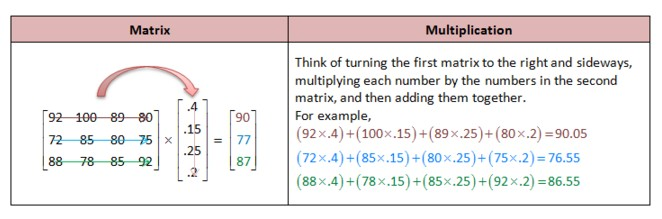 Matrix
Multiplication
92 100 89 80
72 85 80 75
88 78 85 92
×
.4
.15
.25
.2
=
90
77
87
Think of turning the first matrix to the right and sideways,
multiplying each number by the numbers in the second
matrix, and then adding them together.
For example,
(92×.4)+(100×.15)+(89×.25)+(80×.2)=90.05
(72×.4)+(85×.15)+(80×.25)+(75×.2)=76.55
(88×.4)+(78×.15)+(85×.25)+(92×.2)=86.55